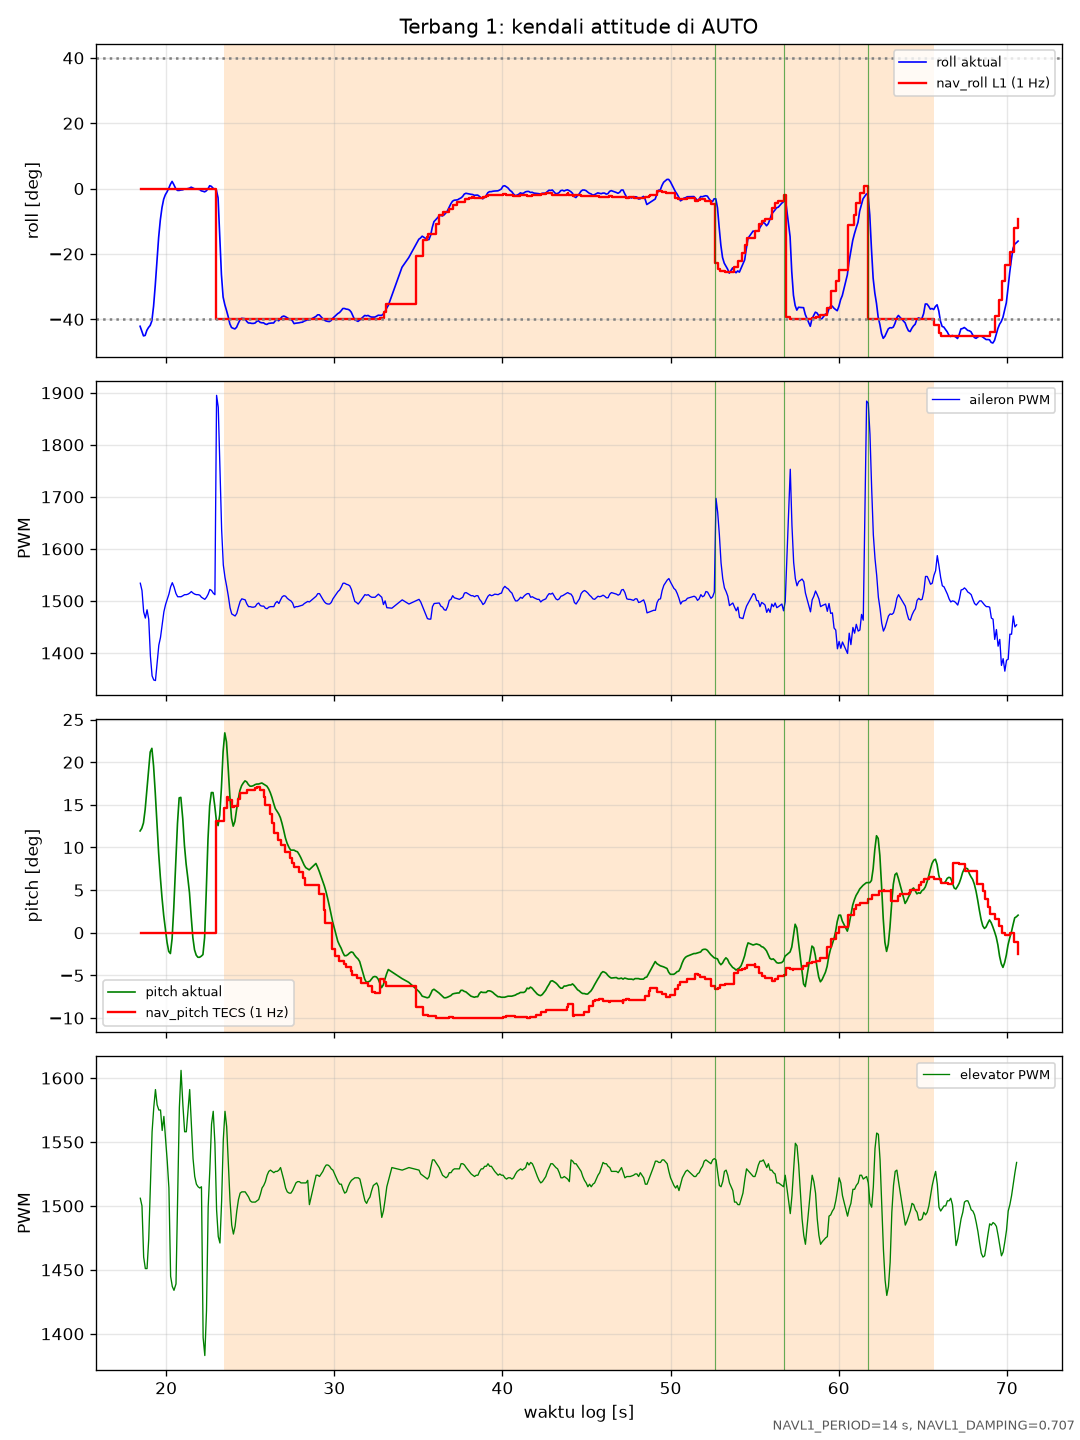 Terbang 1: kendali attitude di AUTO
40
20
0
−20
−40
roll [deg]
roll aktual
nav_roll L1 (1 Hz)
1900
1800
1700
1600
1500
1400
PWM
aileron PWM
25
20
15
10
5
0
−5
−10
pitch [deg]
pitch aktual
nav_pitch TECS (1 Hz)
1600
1550
1500
1450
1400
PWM
elevator PWM
20 30 40 50 60 70
waktu log [s]
NAVL1_PERIOD=14 s, NAVL1_DAMPING=0.707